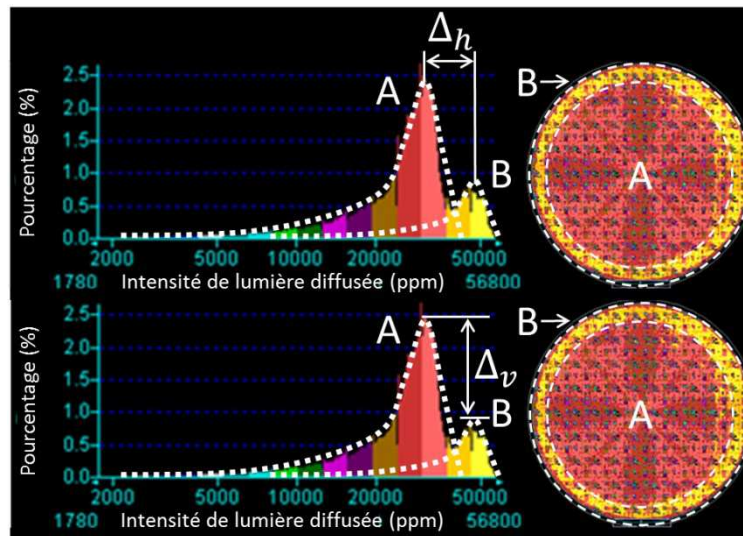 Δh
2.5
A
B
2.0
1.5
A
1.0
B
0.5
0.0
Pourcentage (%)
2000 5000 10000 20000 50000
1780 Intensité de lumière diffusée (ppm) 56800
2.5
A
B
2.0
Δv
1.5
A
1.0
B
0.5
0.0
Pourcentage (%)
2000 5000 10000 20000 50000
1780 Intensité de lumière diffusée (ppm) 56800